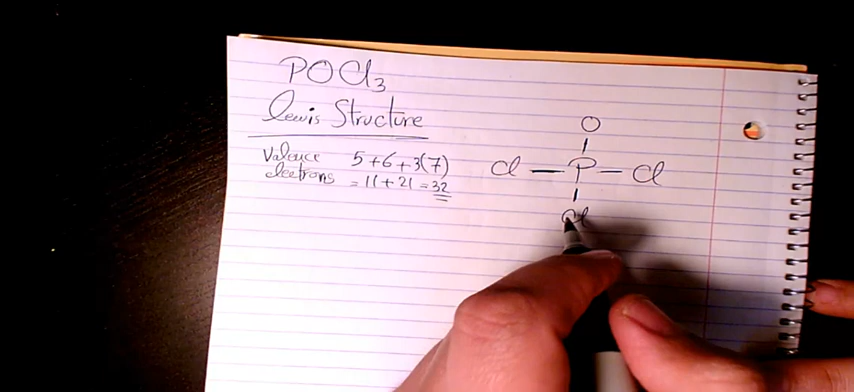 POCl3
Lewis Structure
Valence 5+6+3(7)
electrons = 11+21=32
O
Cl — P — Cl
Cl